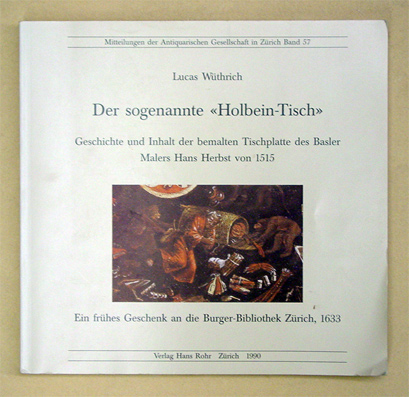 Mitteilungen der Antiquarischen Gesellschaft in Zürich Band 57
Lucas Wüthrich
Der sogenannte «Holbein-Tisch»
Geschichte und Inhalt der bemalten Tischplatte des Basler
Malers Hans Herbst von 1515
Ein frühes Geschenk an die Burger-Bibliothek Zürich, 1633
Verlag Hans Rohr Zürich 1990